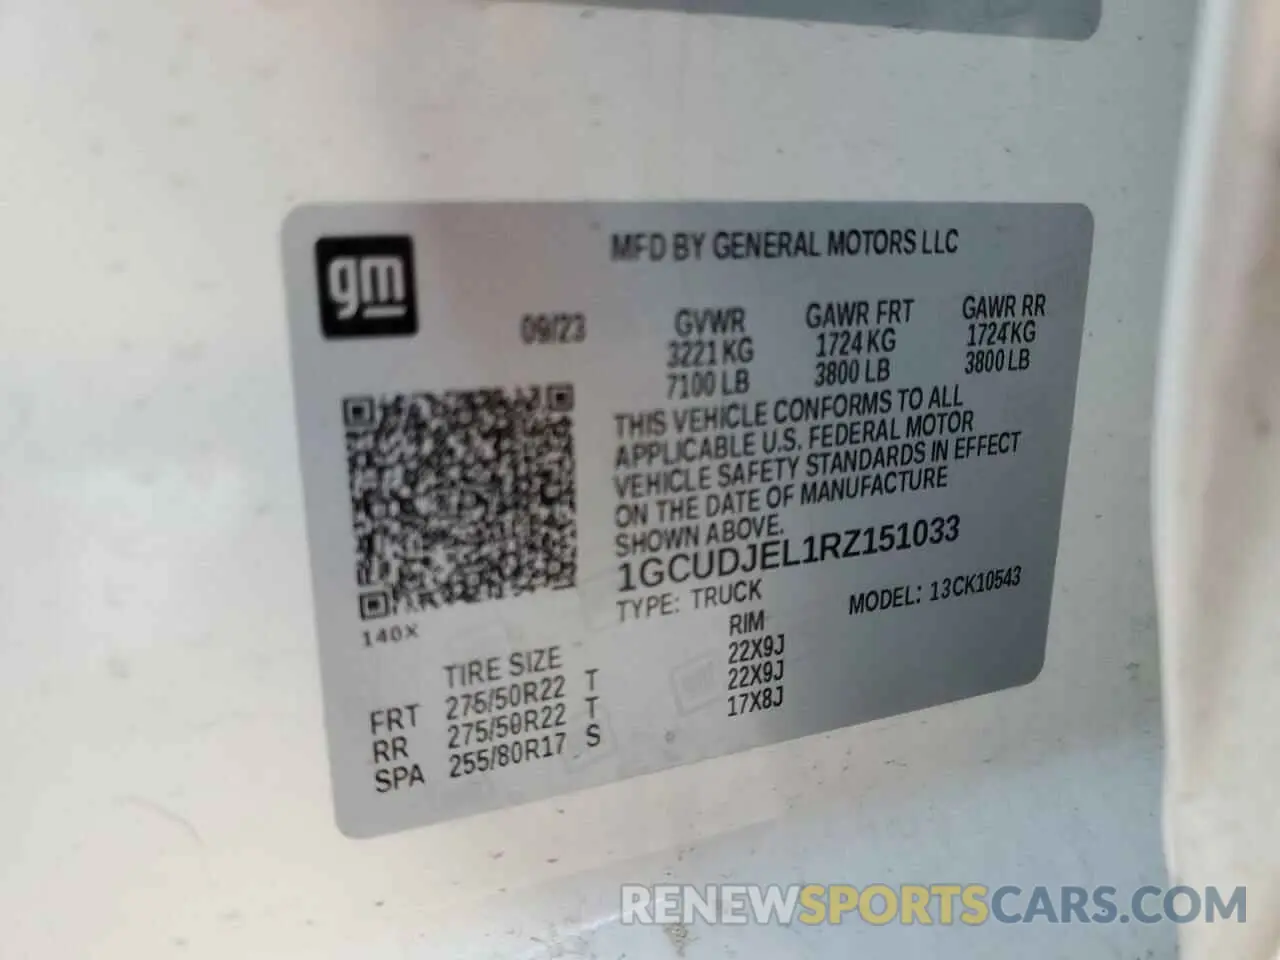 gm
MFD BY GENERAL MOTORS LLC
09/23
GVWR GAWR FRT GAWR RR
3221 KG 1724 KG 1724 KG
7100 LB 3800 LB 3800 LB
THIS VEHICLE CONFORMS TO ALL
APPLICABLE U.S. FEDERAL MOTOR
VEHICLE SAFETY STANDARDS IN EFFECT
ON THE DATE OF MANUFACTURE
SHOWN ABOVE.
1GCUDJEL1RZ151033
TYPE: TRUCK MODEL: 13CK10543
140X
TIRE SIZE RIM
FRT 275/50R22 T 22X9J
RR 275/50R22 T 22X9J
SPA 255/80R17 S 17X8J
RENEWSPORTSCARS.COM